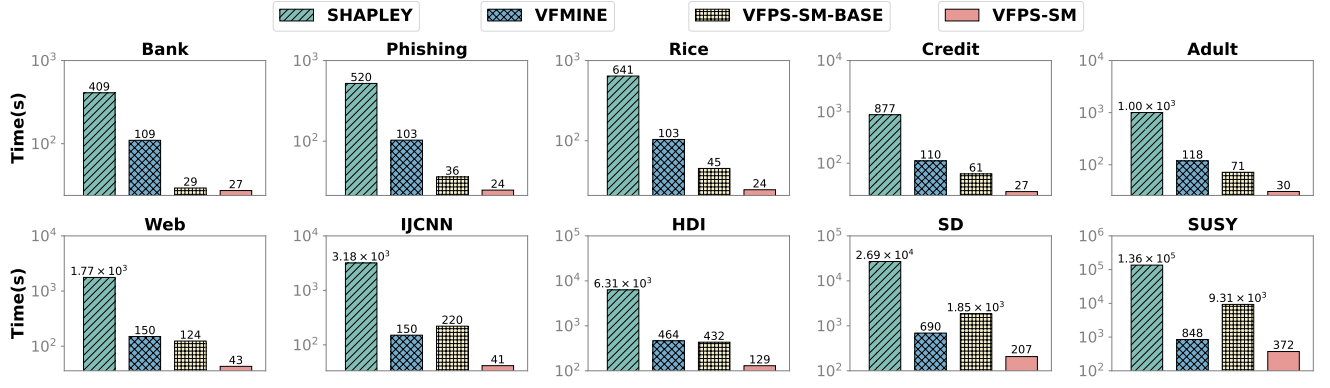 SHAPLEY VFMINE VFPS-SM-BASE VFPS-SM
Bank Phishing Rice Credit Adult
Time(s)
10³ 10²
409 109 29 27
10³ 10²
520 103 36 24
10³ 10²
641 103 45 24
10⁴ 10³ 10²
877 110 61 27
10⁴ 10³ 10²
1.00 × 10³ 118 71 30
Web IJCNN HDI SD SUSY
Time(s)
10⁴ 10³ 10²
1.77 × 10³ 150 124 43
10⁴ 10³ 10²
3.18 × 10³ 150 220 41
10⁵ 10⁴ 10³ 10²
6.31 × 10³ 464 432 129
10⁵ 10⁴ 10³ 10²
2.69 × 10⁴ 690 1.85 × 10³ 207
10⁶ 10⁵ 10⁴ 10³ 10²
1.36 × 10⁵ 848 9.31 × 10³ 372